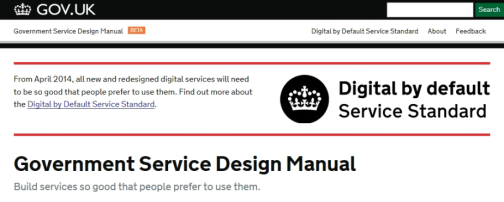 GOV.UK
Search
Government Service Design Manual BETA
Digital by Default Service Standard About Feedback
From April 2014, all new and redesigned digital services will need
to be so good that people prefer to use them. Find out more about
the Digital by Default Service Standard.
Digital by default
Service Standard
Government Service Design Manual
Build services so good that people prefer to use them.